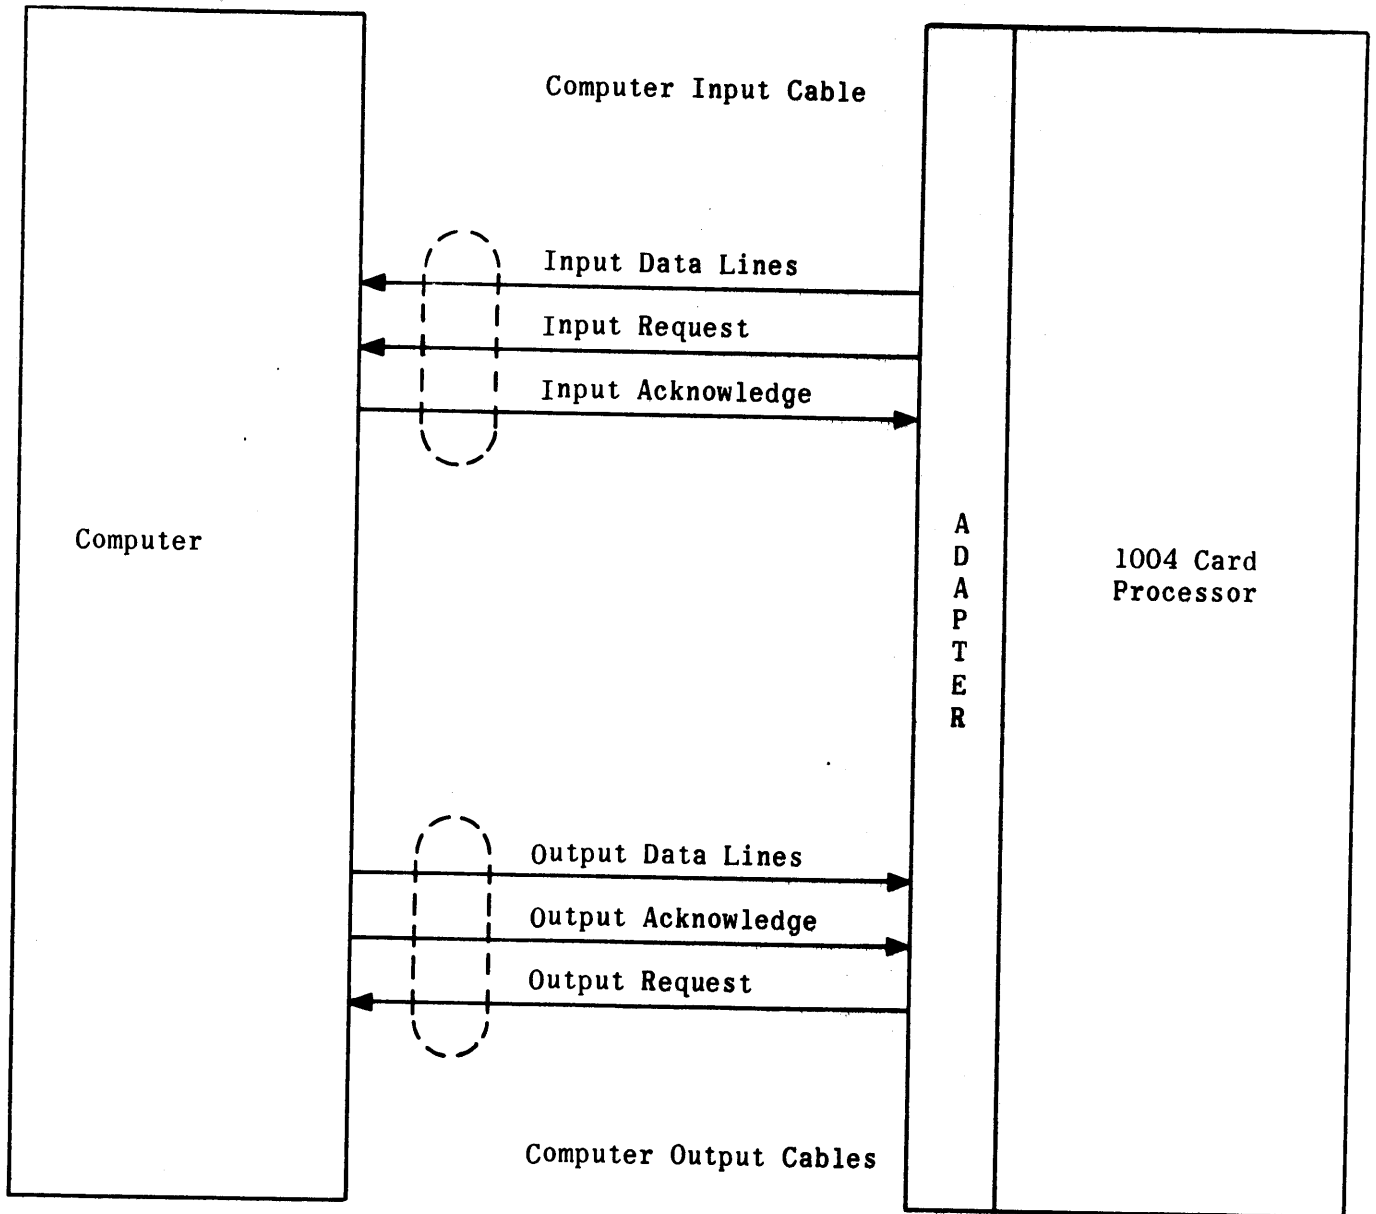 Computer Input Cable
Input Data Lines
Input Request
Input Acknowledge
Computer
ADAPTER
1004 Card
Processor
Output Data Lines
Output Acknowledge
Output Request
Computer Output Cables